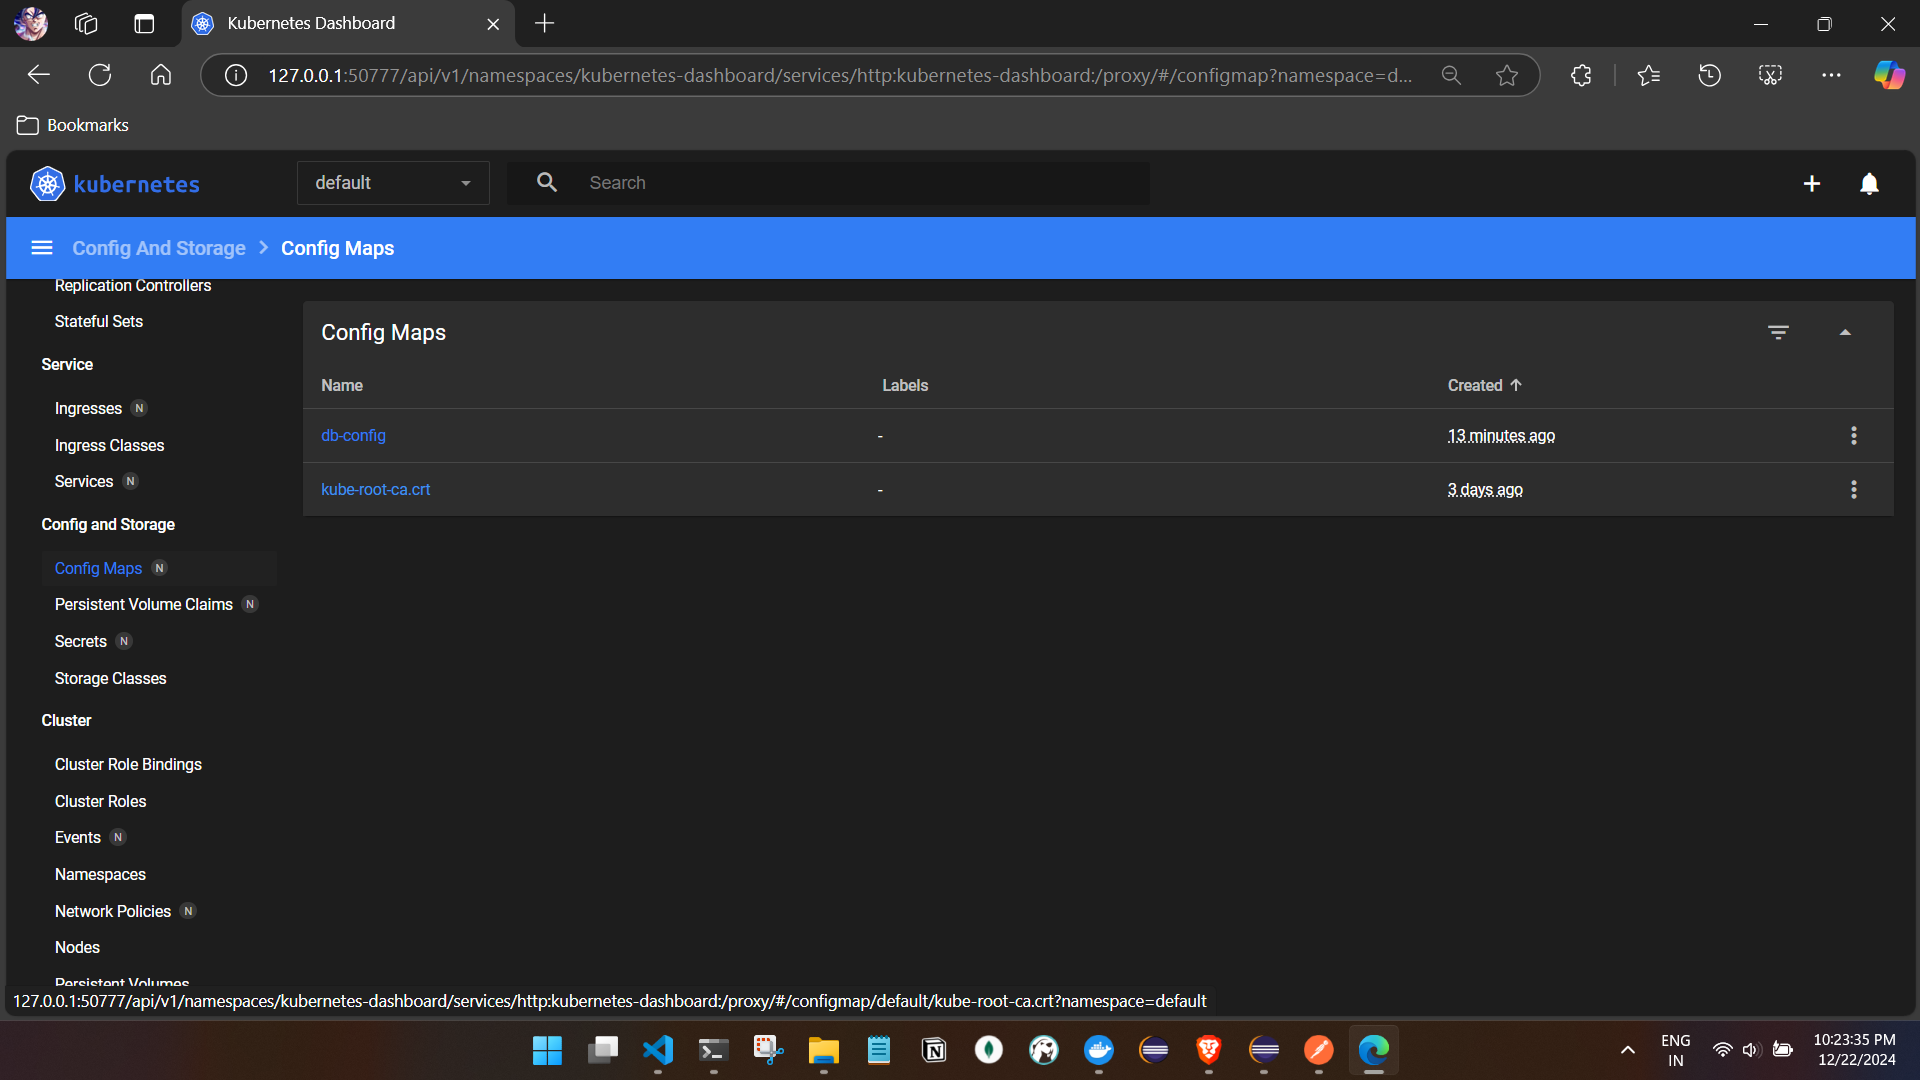 Kubernetes Dashboard
127.0.0.1:50777/api/v1/namespaces/kubernetes-dashboard/services/http:kubernetes-dashboard:/proxy/#/configmap?namespace=d...
Bookmarks
kubernetes
default
Search
Config And Storage
Config Maps
Replication Controllers
Stateful Sets
Service
Ingresses N
Ingress Classes
Services N
Config and Storage
Config Maps N
Persistent Volume Claims N
Secrets N
Storage Classes
Cluster
Cluster Role Bindings
Cluster Roles
Events N
Namespaces
Network Policies N
Nodes
Persistent Volumes
Config Maps
Name Labels Created
db-config - 13 minutes ago
kube-root-ca.crt - 3 days ago
127.0.0.1:50777/api/v1/namespaces/kubernetes-dashboard/services/http:kubernetes-dashboard:/proxy/#/configmap/default/kube-root-ca.crt?namespace=default
ENG
IN
10:23:35 PM
12/22/2024